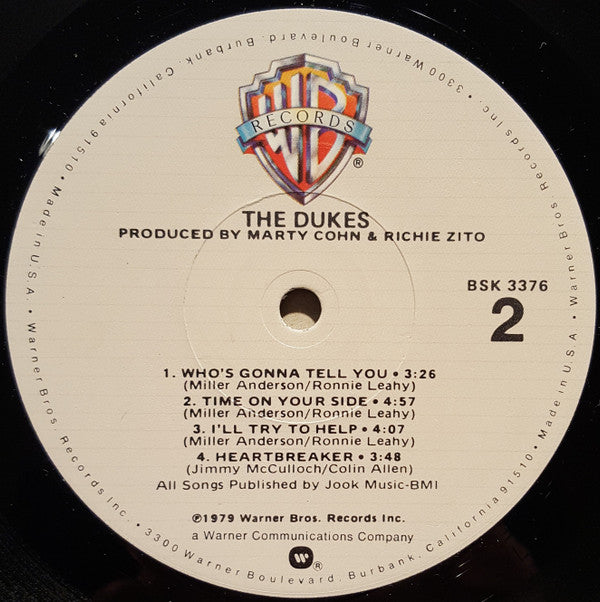 WB
RECORDS
®
THE DUKES
PRODUCED BY MARTY COHN & RICHIE ZITO
BSK 3376
2
1. WHO'S GONNA TELL YOU • 3:26
(Miller Anderson/Ronnie Leahy)
2. TIME ON YOUR SIDE • 4:57
(Miller Anderson/Ronnie Leahy)
3. I'LL TRY TO HELP • 4:07
(Miller Anderson/Ronnie Leahy)
4. HEARTBREAKER • 3:48
(Jimmy McCulloch/Colin Allen)
All Songs Published by Jook Music-BMI
℗1979 Warner Bros. Records Inc.
a Warner Communications Company
W ®
Warner Bros. Records Inc. • 3300 Warner Boulevard, Burbank, California 91510 • Made in U.S.A. • Warner Bros. Records Inc. • 3300 Warner Boulevard, Burbank, California 91510 • Made in U.S.A. •